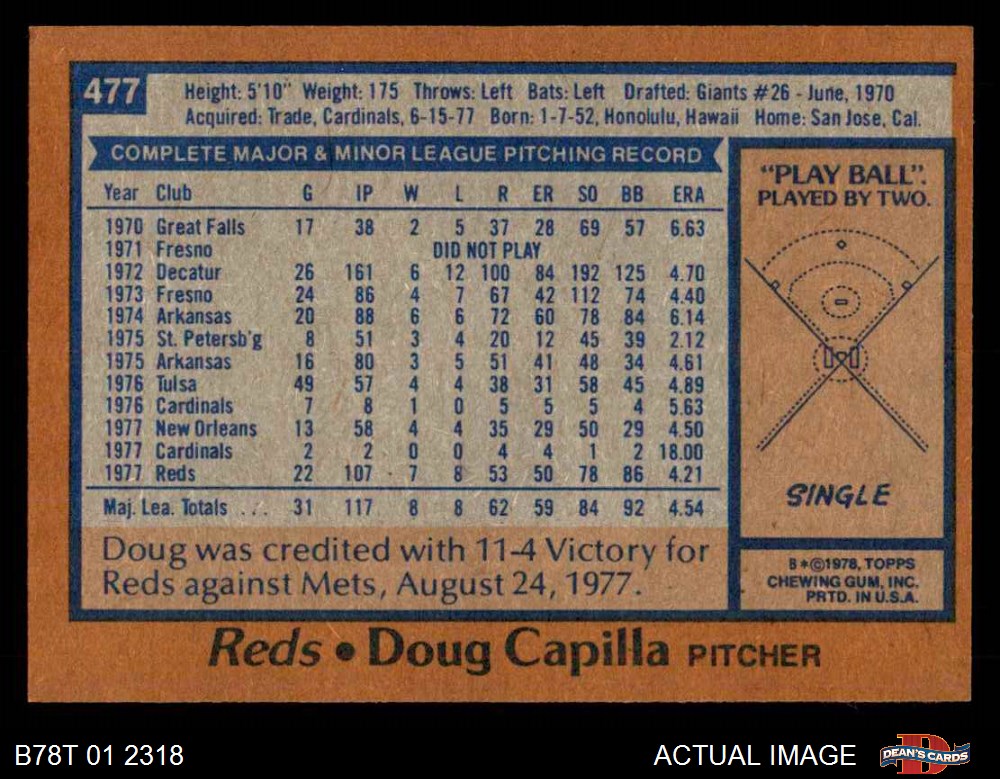 477
Height: 5'10" Weight: 175 Throws: Left Bats: Left Drafted: Giants #26 - June, 1970
Acquired: Trade, Cardinals, 6-15-77 Born: 1-7-52, Honolulu, Hawaii Home: San Jose, Cal.
COMPLETE MAJOR & MINOR LEAGUE PITCHING RECORD
Year Club G IP W L R ER SO BB ERA
1970 Great Falls 17 38 2 5 37 28 69 57 6.63
1971 Fresno DID NOT PLAY
1972 Decatur 26 161 6 12 100 84 192 125 4.70
1973 Fresno 24 86 4 7 67 42 112 74 4.40
1974 Arkansas 20 88 6 6 72 60 78 84 6.14
1975 St. Petersb'g 8 51 3 4 20 12 45 39 2.12
1975 Arkansas 16 80 3 5 51 41 48 34 4.61
1976 Tulsa 49 57 4 4 38 31 58 45 4.89
1976 Cardinals 7 8 1 0 5 5 5 4 5.63
1977 New Orleans 13 58 4 4 35 29 50 29 4.50
1977 Cardinals 2 2 0 0 4 4 1 2 18.00
1977 Reds 22 107 7 8 53 50 78 86 4.21
Maj. Lea. Totals ... 31 117 8 8 62 59 84 92 4.54
Doug was credited with 11-4 Victory for
Reds against Mets, August 24, 1977.
"PLAY BALL".
PLAYED BY TWO.
SINGLE
B*©1978, TOPPS
CHEWING GUM, INC.
PRTD. IN U.S.A.
Reds • Doug Capilla PITCHER
B78T 01 2318
ACTUAL IMAGE
D
DEAN'S CARDS